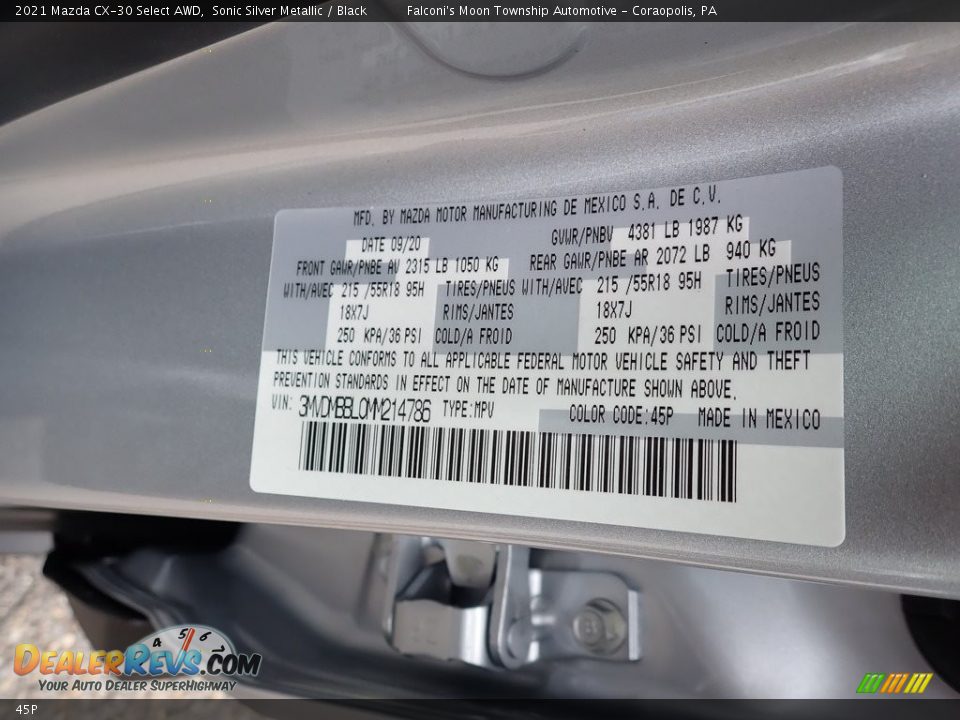 2021 Mazda CX-30 Select AWD, Sonic Silver Metallic / Black Falconi's Moon Township Automotive - Coraopolis, PA
MFD. BY MAZDA MOTOR MANUFACTURING DE MEXICO S.A. DE C.V.
DATE 09/20 GVWR/PNBV 4381 LB 1987 KG
FRONT GAWR/PNBE AV 2315 LB 1050 KG REAR GAWR/PNBE AR 2072 LB 940 KG
WITH/AVEC 215 /55R18 95H TIRES/PNEUS WITH/AVEC 215 /55R18 95H TIRES/PNEUS
18X7J RIMS/JANTES 18X7J RIMS/JANTES
250 KPA/36 PSI COLD/A FROID 250 KPA/36 PSI COLD/A FROID
THIS VEHICLE CONFORMS TO ALL APPLICABLE FEDERAL MOTOR VEHICLE SAFETY AND THEFT
PREVENTION STANDARDS IN EFFECT ON THE DATE OF MANUFACTURE SHOWN ABOVE.
VIN: 3MVDMBBL0MM214786 TYPE:MPV COLOR CODE:45P MADE IN MEXICO
4 5 6
DEALERREVS.COM
YOUR AUTO DEALER SUPERHIGHWAY
45P